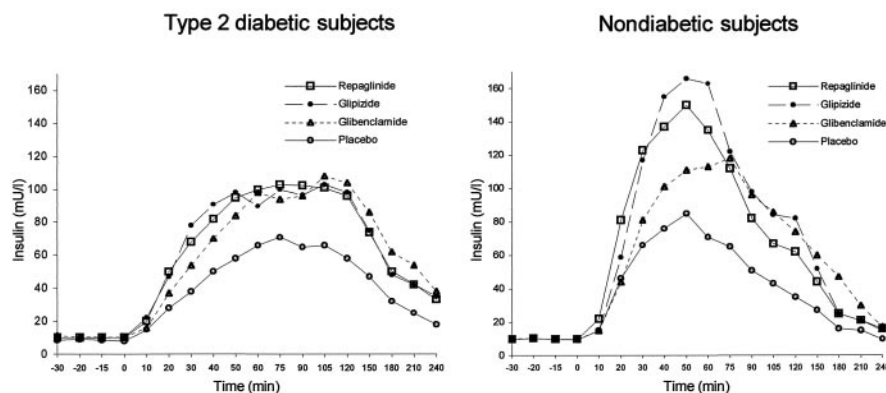 Type 2 diabetic subjects
Insulin (mU/l)
160
140
120
100
80
60
40
20
0
Repaglinide
Glipizide
Glibenclamide
Placebo
-30 -20 -15 0 10 20 30 40 50 60 75 90 105 120 150 180 210 240
Time (min)
Nondiabetic subjects
Insulin (mU/l)
160
140
120
100
80
60
40
20
0
Repaglinide
Glipizide
Glibenclamide
Placebo
-30 -20 -15 0 10 20 30 40 50 60 75 90 105 120 150 180 210 240
Time (min)